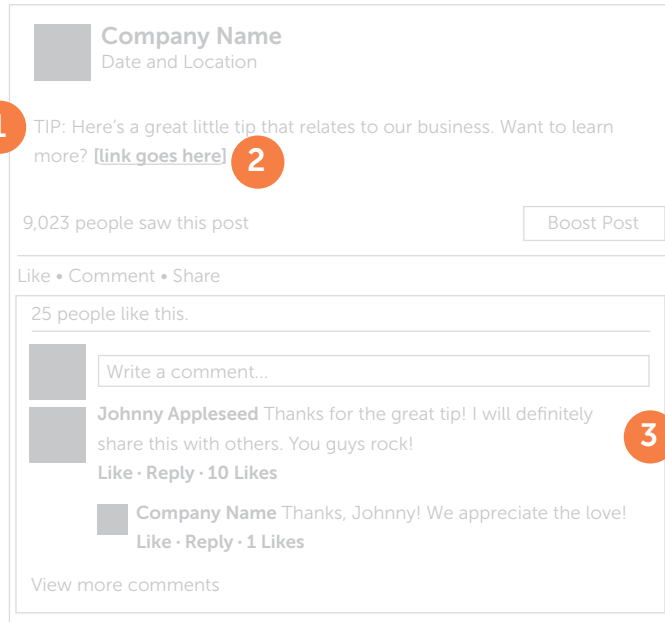 Company Name
Date and Location
1
TIP: Here's a great little tip that relates to our business. Want to learn
more? [link goes here]
2
9,023 people saw this post
Boost Post
Like • Comment • Share
25 people like this.
Write a comment...
Johnny Appleseed Thanks for the great tip! I will definitely
share this with others. You guys rock!
3
Like · Reply · 10 Likes
Company Name Thanks, Johnny! We appreciate the love!
Like · Reply · 1 Likes
View more comments